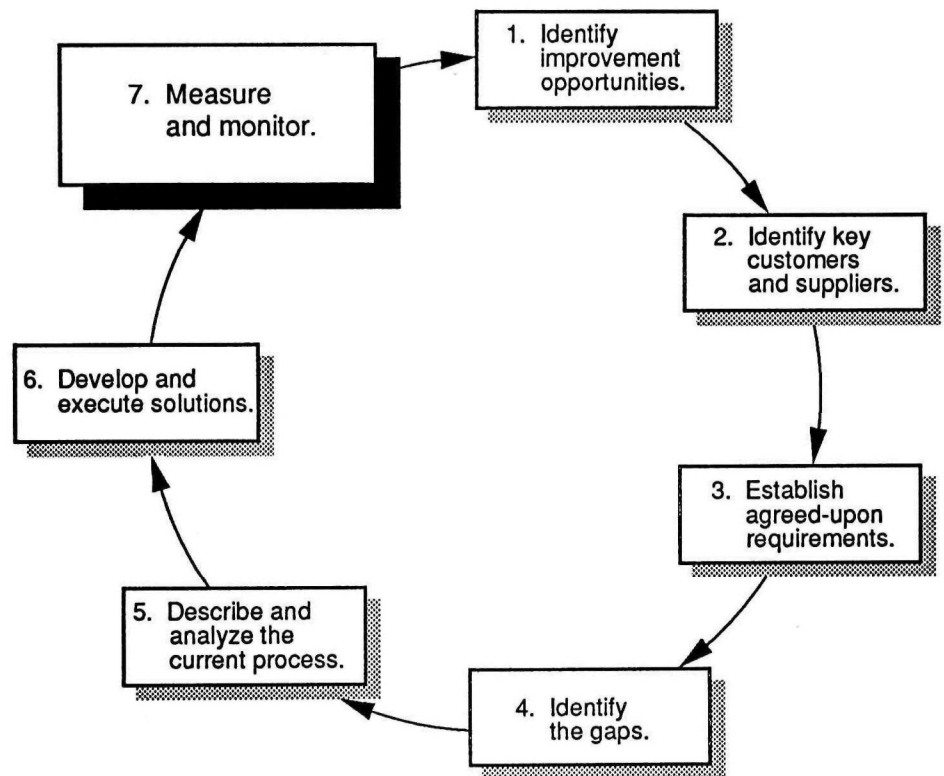 1. Identify
improvement
opportunities.
2. Identify key
customers
and suppliers.
3. Establish
agreed-upon
requirements.
4. Identify
the gaps.
5. Describe and
analyze the
current process.
6. Develop and
execute solutions.
7. Measure
and monitor.